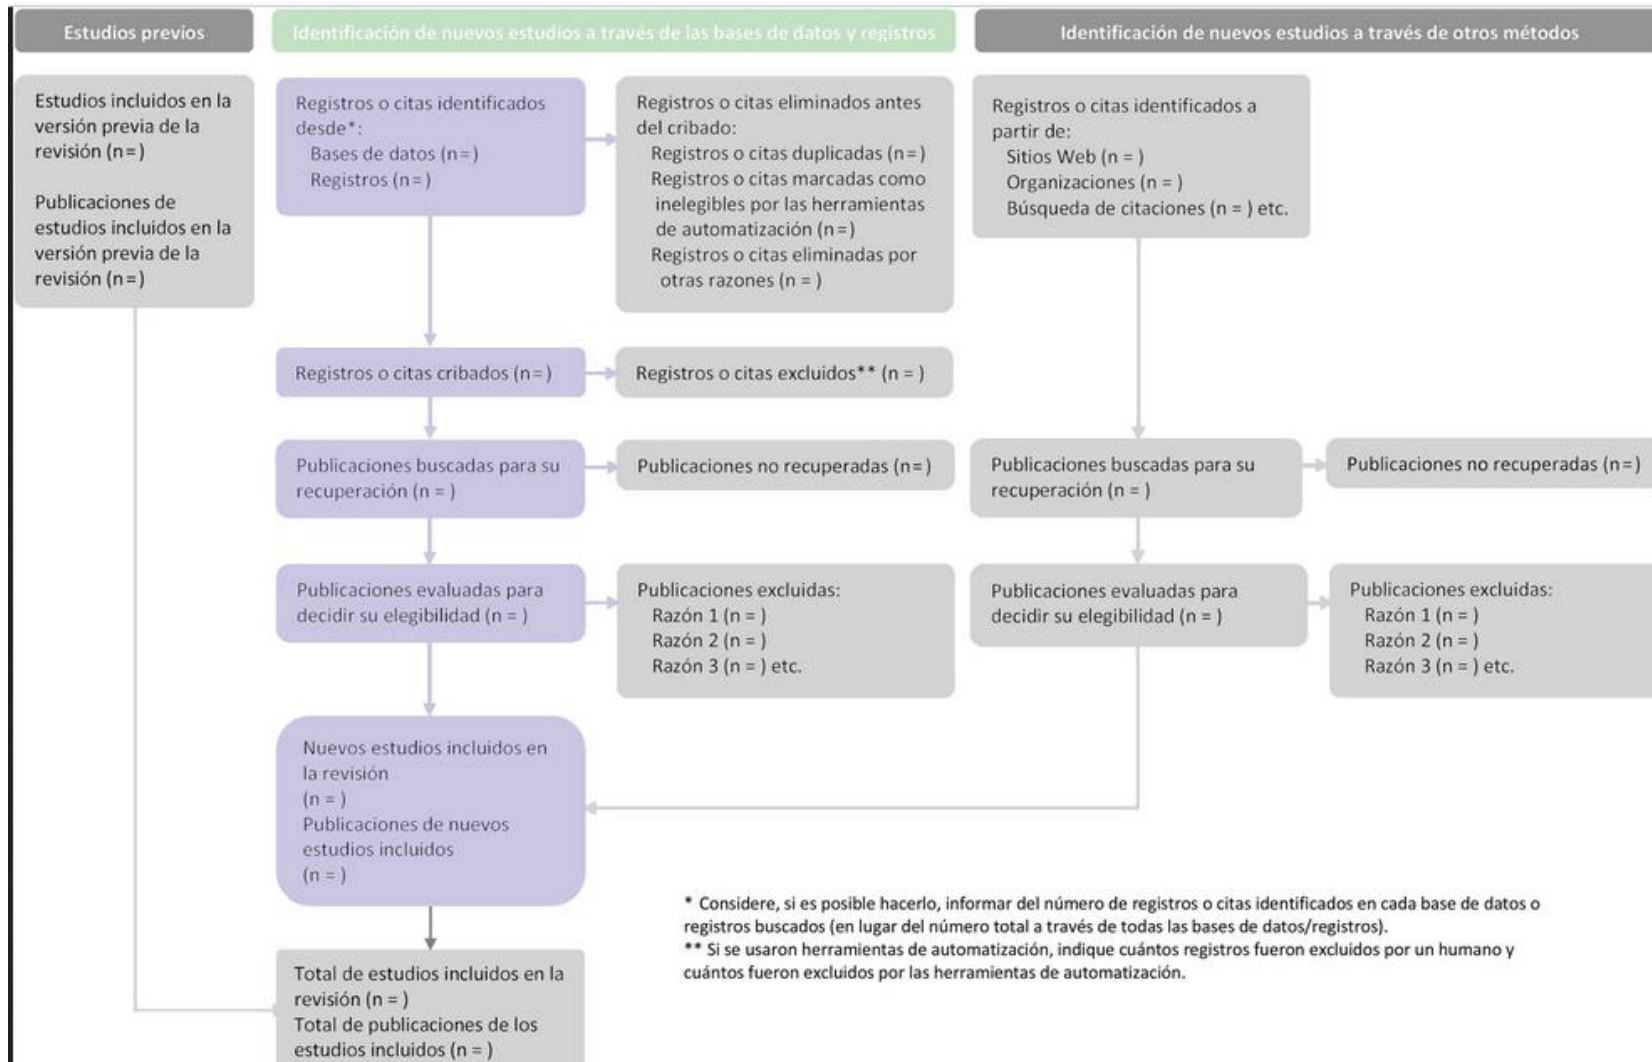 Estudios previos
Identificación de nuevos estudios a través de las bases de datos y registros
Identificación de nuevos estudios a través de otros métodos
Estudios incluidos en la
versión previa de la
revisión (n= )
Publicaciones de
estudios incluidos en la
versión previa de la
revisión (n= )
Registros o citas identificados
desde*:
Bases de datos (n= )
Registros (n= )
Registros o citas eliminados antes
del cribado:
Registros o citas duplicadas (n= )
Registros o citas marcadas como
inelegibles por las herramientas
de automatización (n=)
Registros o citas eliminadas por
otras razones (n = )
Registros o citas identificados a
partir de:
Sitios Web (n = )
Organizaciones (n = )
Búsqueda de citaciones (n = ) etc.
Registros o citas cribados (n= )
Registros o citas excluidos** (n = )
Publicaciones buscadas para su
recuperación (n = )
Publicaciones no recuperadas (n= )
Publicaciones buscadas para su
recuperación (n = )
Publicaciones no recuperadas (n= )
Publicaciones evaluadas para
decidir su elegibilidad (n = )
Publicaciones excluidas:
Razón 1 (n = )
Razón 2 (n = )
Razón 3 (n = ) etc.
Publicaciones evaluadas para
decidir su elegibilidad (n = )
Publicaciones excluidas:
Razón 1 (n = )
Razón 2 (n = )
Razón 3 (n = ) etc.
Nuevos estudios incluidos en
la revisión
(n = )
Publicaciones de nuevos
estudios incluidos
(n = )
Total de estudios incluidos en la
revisión (n = )
Total de publicaciones de los
estudios incluidos (n = )
* Considere, si es posible hacerlo, informar del número de registros o citas identificados en cada base de datos o
registros buscados (en lugar del número total a través de todas las bases de datos/registros).
** Si se usaron herramientas de automatización, indique cuántos registros fueron excluidos por un humano y
cuántos fueron excluidos por las herramientas de automatización.